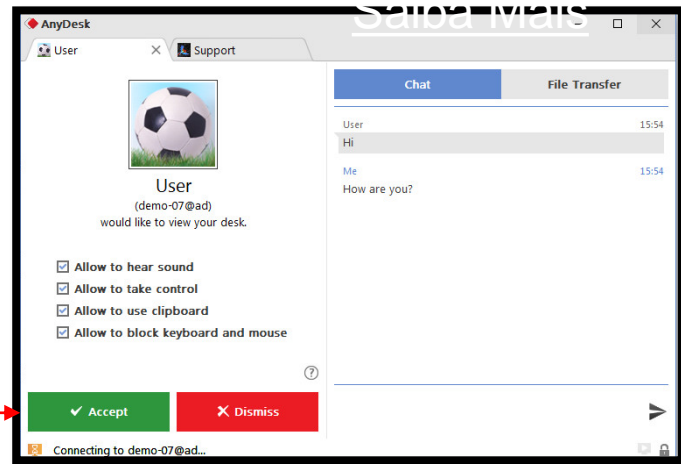 Saiba Mais
AnyDesk
User
Support
User
(demo-07@ad)
would like to view your desk.
Allow to hear sound
Allow to take control
Allow to use clipboard
Allow to block keyboard and mouse
Accept
Dismiss
Connecting to demo-07@ad...
Chat
File Transfer
User 15:54
Hi
Me 15:54
How are you?